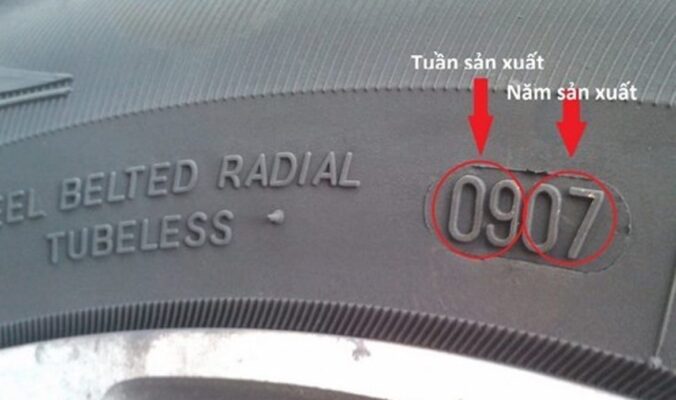 Tuần sản xuất
Năm sản xuất
EEL BELTED RADIAL
TUBELESS
0907